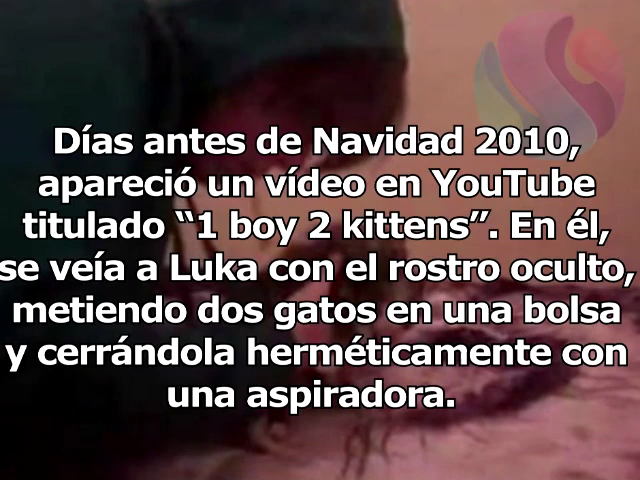 Días antes de Navidad 2010,
apareció un vídeo en YouTube
titulado “1 boy 2 kittens”. En él,
se veía a Luka con el rostro oculto,
metiendo dos gatos en una bolsa
y cerrándola herméticamente con
una aspiradora.